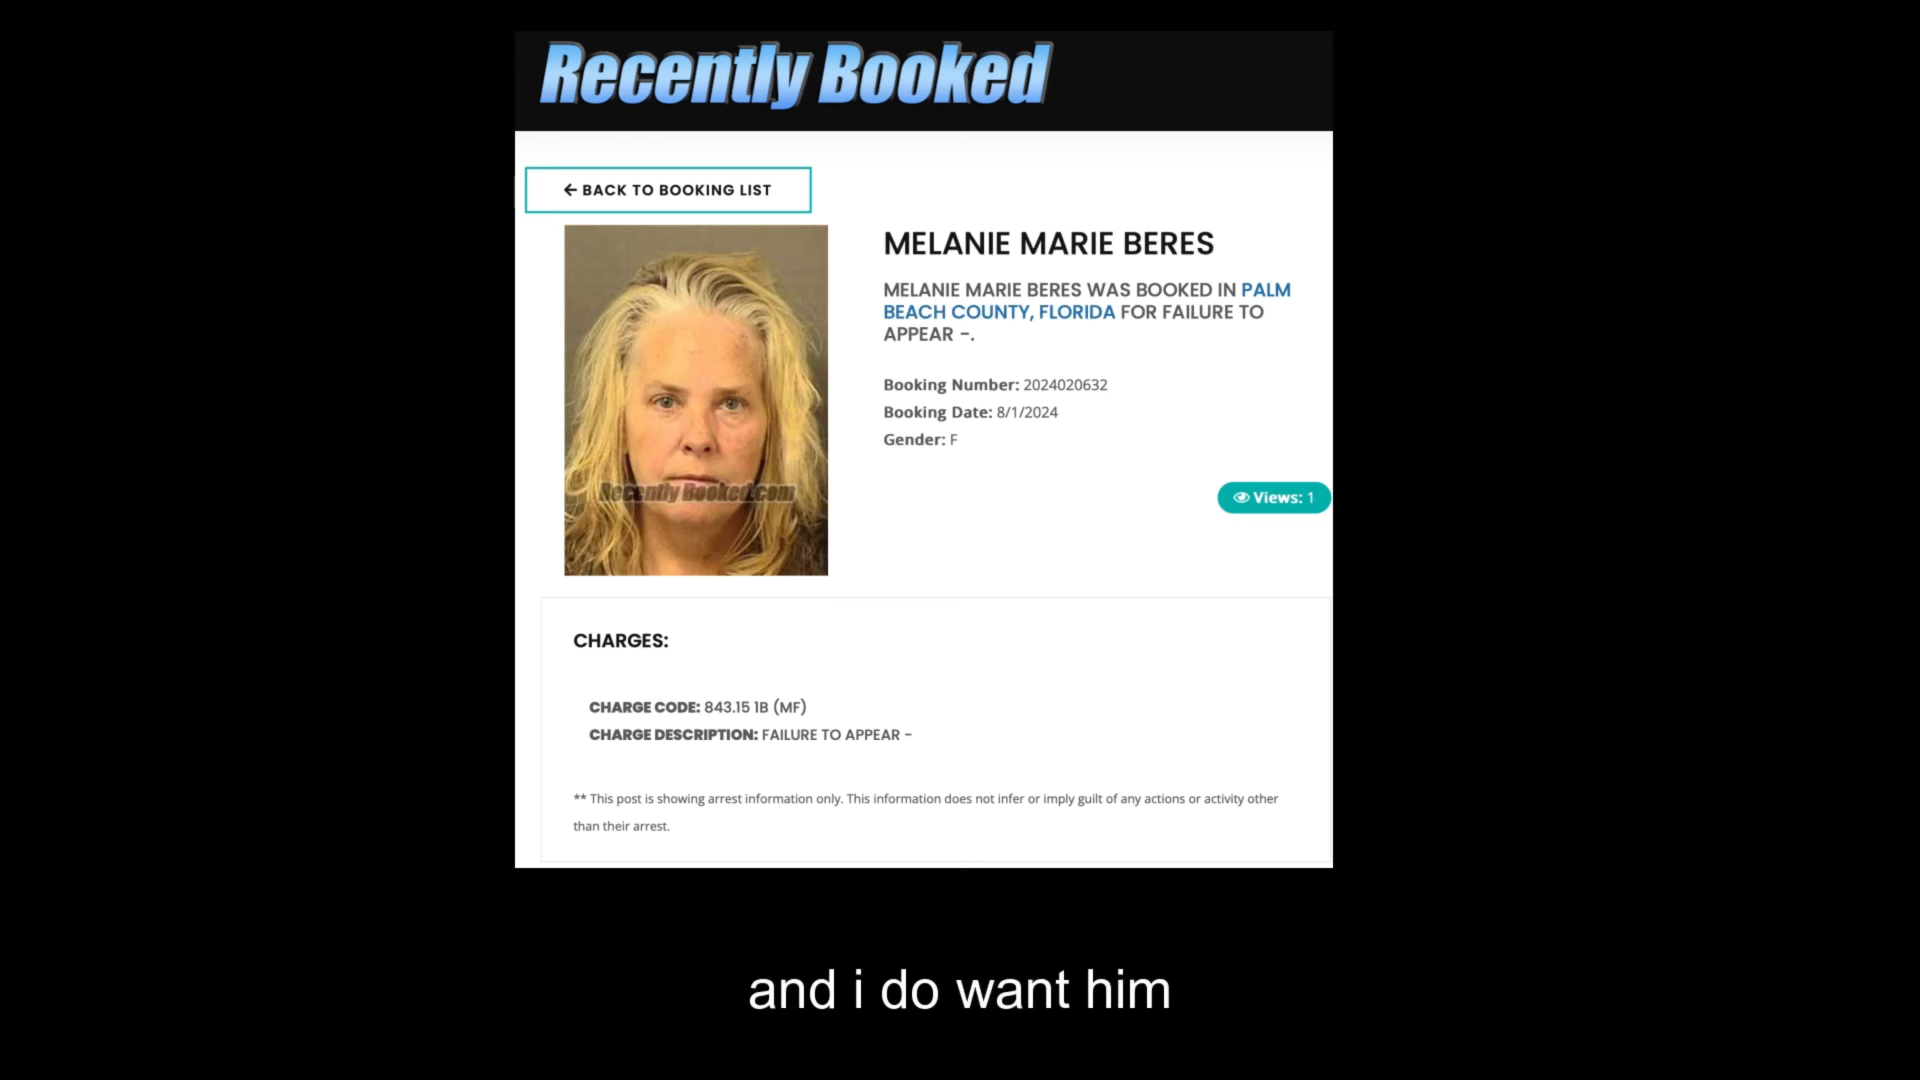 Recently Booked
← BACK TO BOOKING LIST
MELANIE MARIE BERES
MELANIE MARIE BERES WAS BOOKED IN PALM
BEACH COUNTY, FLORIDA FOR FAILURE TO
APPEAR -.
Booking Number: 2024020632
Booking Date: 8/1/2024
Gender: F
Recently Booked.com
Views: 1
CHARGES:
CHARGE CODE: 843.15 1B (MF)
CHARGE DESCRIPTION: FAILURE TO APPEAR -
** This post is showing arrest information only. This information does not infer or imply guilt of any actions or activity other
than their arrest.
and i do want him